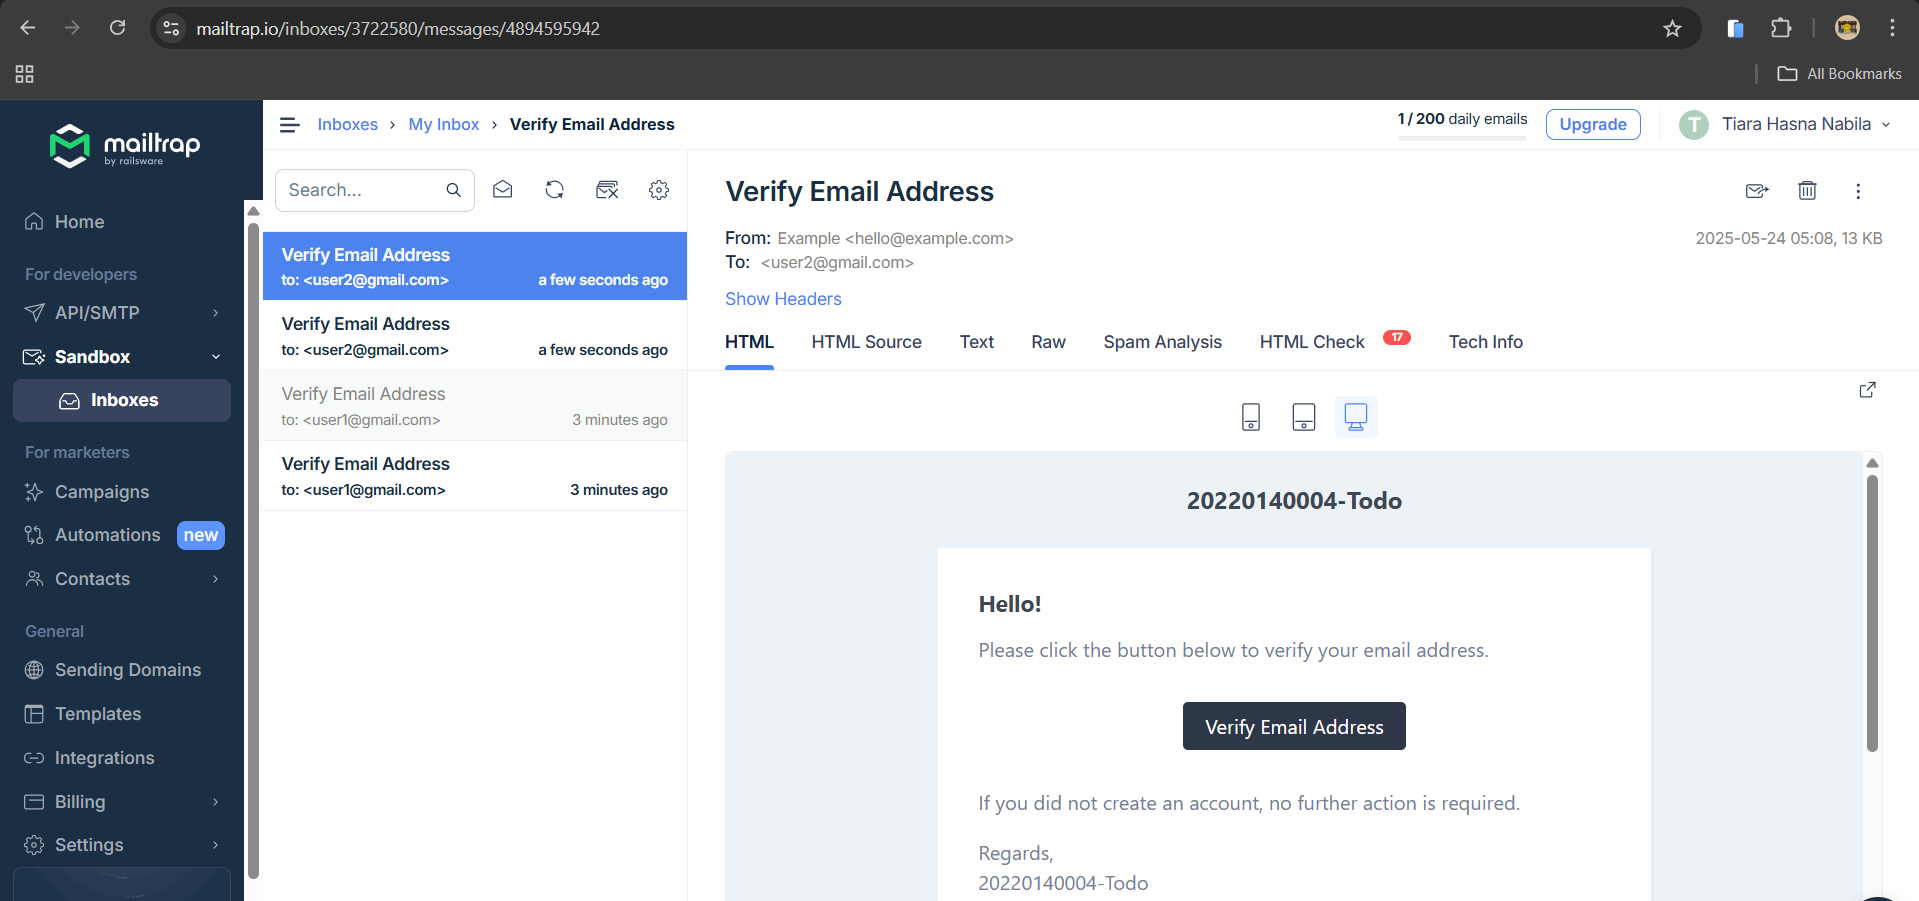 mailtrap.io/inboxes/3722580/messages/4894595942
All Bookmarks
mailtrap
by railsware
Home
For developers
API/SMTP
Sandbox
Inboxes
For marketers
Campaigns
Automations new
Contacts
General
Sending Domains
Templates
Integrations
Billing
Settings
Inboxes › My Inbox › Verify Email Address
1 / 200 daily emails
Upgrade
T Tiara Hasna Nabila
Search...
Verify Email Address
to: <user2@gmail.com> a few seconds ago
Verify Email Address
to: <user2@gmail.com> a few seconds ago
Verify Email Address
to: <user1@gmail.com> 3 minutes ago
Verify Email Address
to: <user1@gmail.com> 3 minutes ago
Verify Email Address
From: Example <hello@example.com>
2025-05-24 05:08, 13 KB
To: <user2@gmail.com>
Show Headers
HTML HTML Source Text Raw Spam Analysis HTML Check 17 Tech Info
20220140004-Todo
Hello!
Please click the button below to verify your email address.
Verify Email Address
If you did not create an account, no further action is required.
Regards,
20220140004-Todo